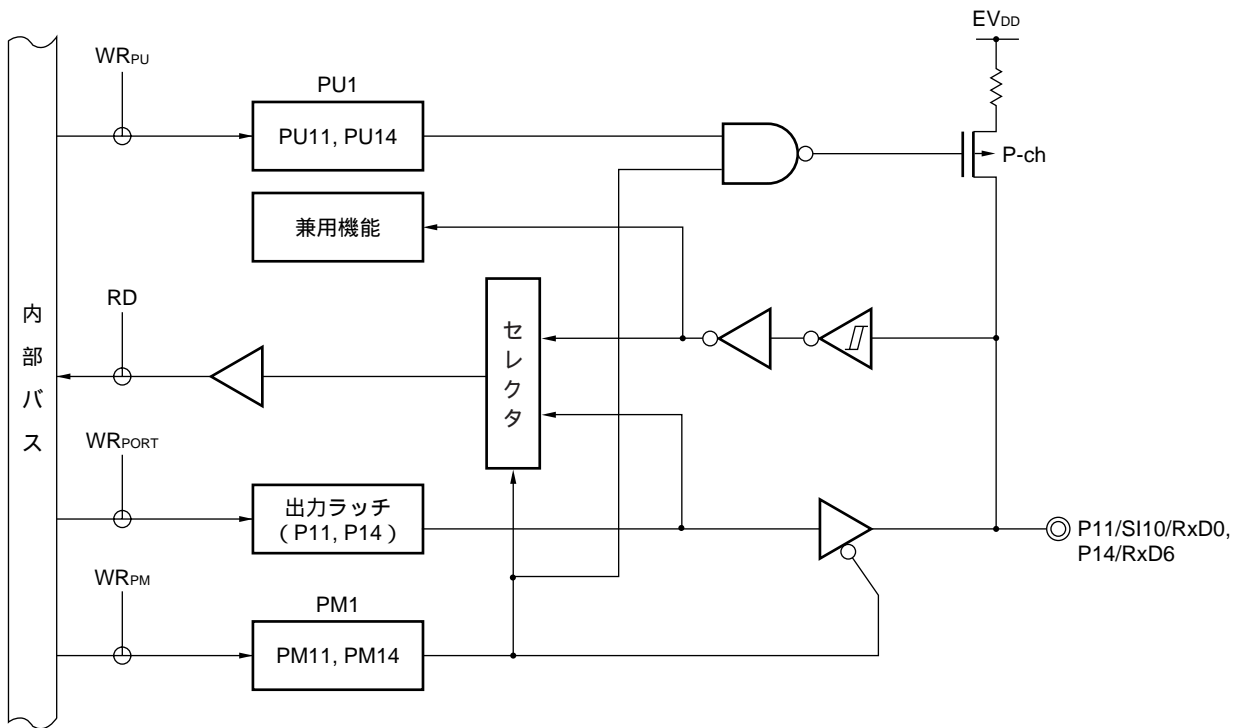 EVDD
WRPU
PU1
PU11, PU14
P-ch
兼用機能
RD
内部バス
セレクタ
WRPORT
出力ラッチ
（P11, P14）
P11/SI10/RxD0,
P14/RxD6
WRPM
PM1
PM11, PM14